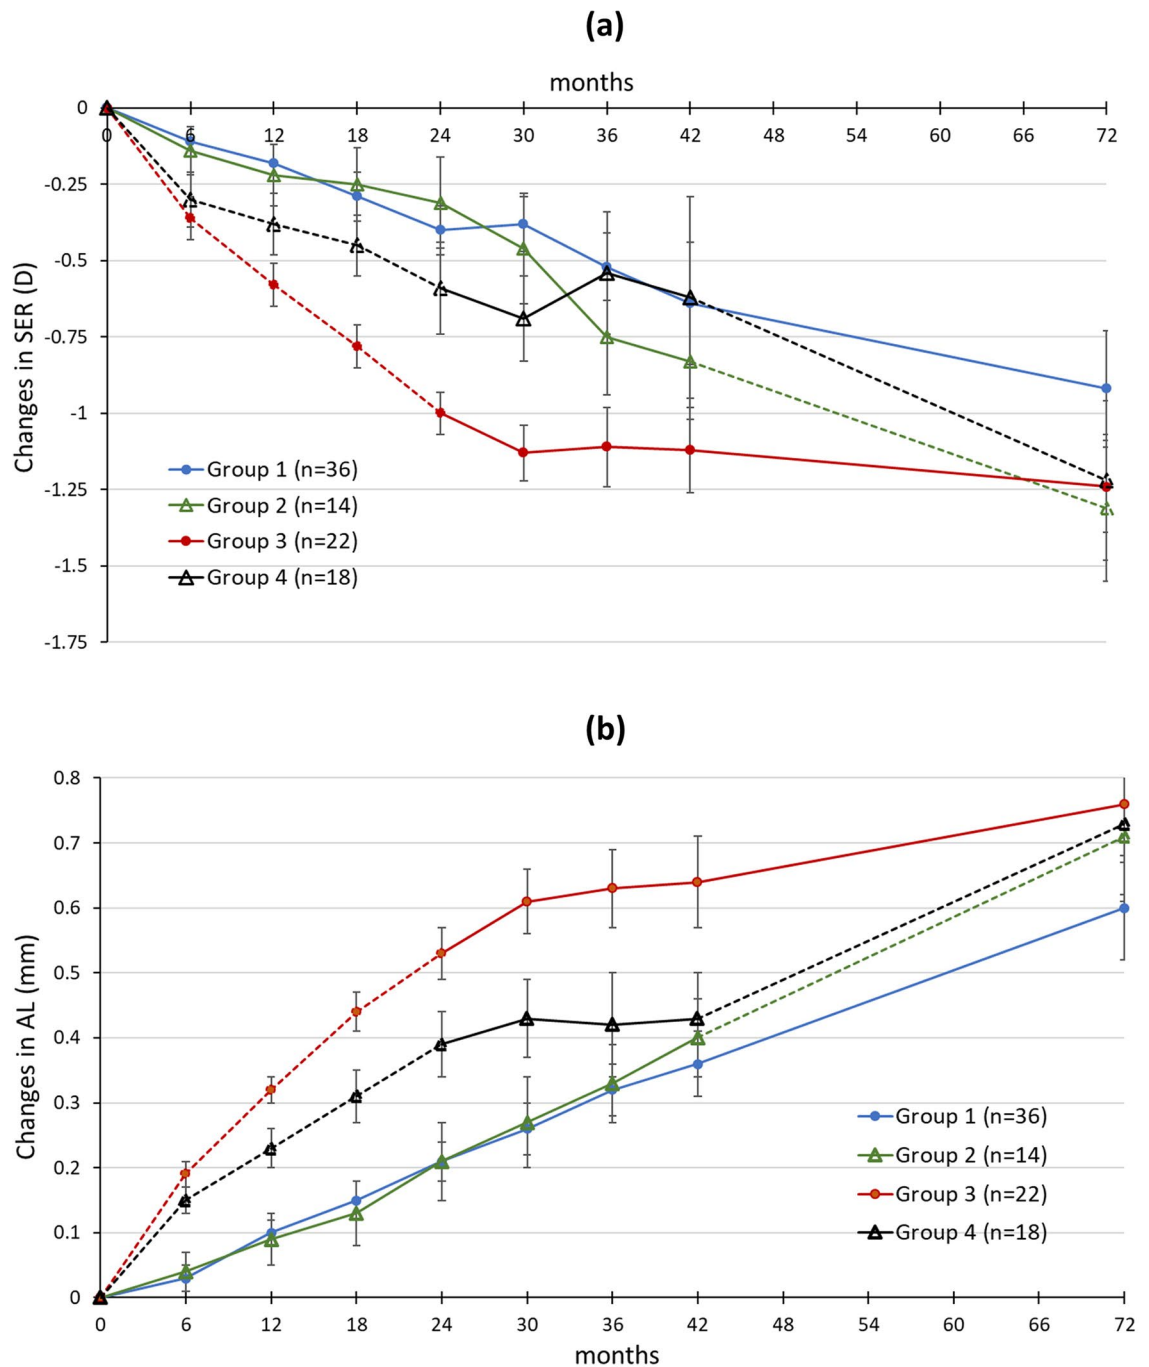 (a)
months
0
0 6 12 18 24 30 36 42 48 54 60 66 72
-0.25
-0.5
-0.75
-1
-1.25
-1.5
-1.75
Changes in SER (D)
Group 1 (n=36)
Group 2 (n=14)
Group 3 (n=22)
Group 4 (n=18)
(b)
0.8
0.7
0.6
0.5
0.4
0.3
0.2
0.1
0
Changes in AL (mm)
Group 1 (n=36)
Group 2 (n=14)
Group 3 (n=22)
Group 4 (n=18)
0 6 12 18 24 30 36 42 48 54 60 66 72
months